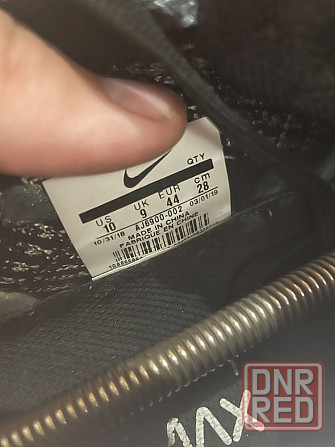 QTY
US UK EUR cm
10 9 44 28
10/31/18 AJ6900-002 03/01/19
MADE IN CHINA
FABRIQUE EN CHINE
DNR
RED